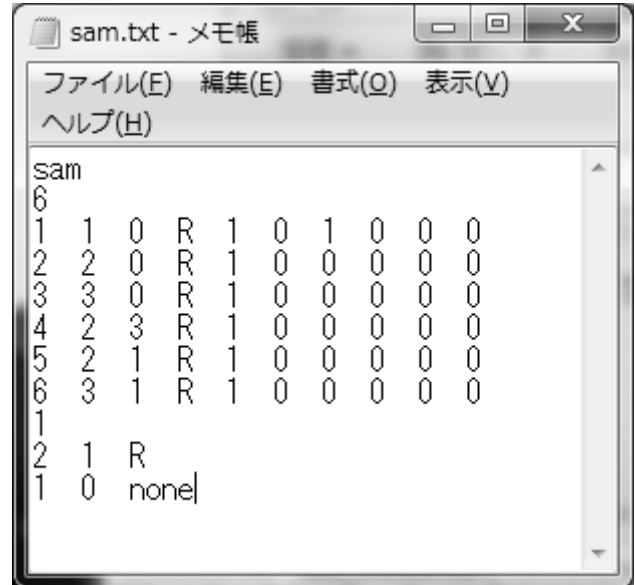 sam.txt - メモ帳
ファイル(F) 編集(E) 書式(O) 表示(V)
ヘルプ(H)
sam
6
1 1 0 R 1 0 1 0 0 0
2 2 0 R 1 0 0 0 0 0
3 3 0 R 1 0 0 0 0 0
4 2 3 R 1 0 0 0 0 0
5 2 1 R 1 0 0 0 0 0
6 3 1 R 1 0 0 0 0 0
1
2 1 R
1 0 none